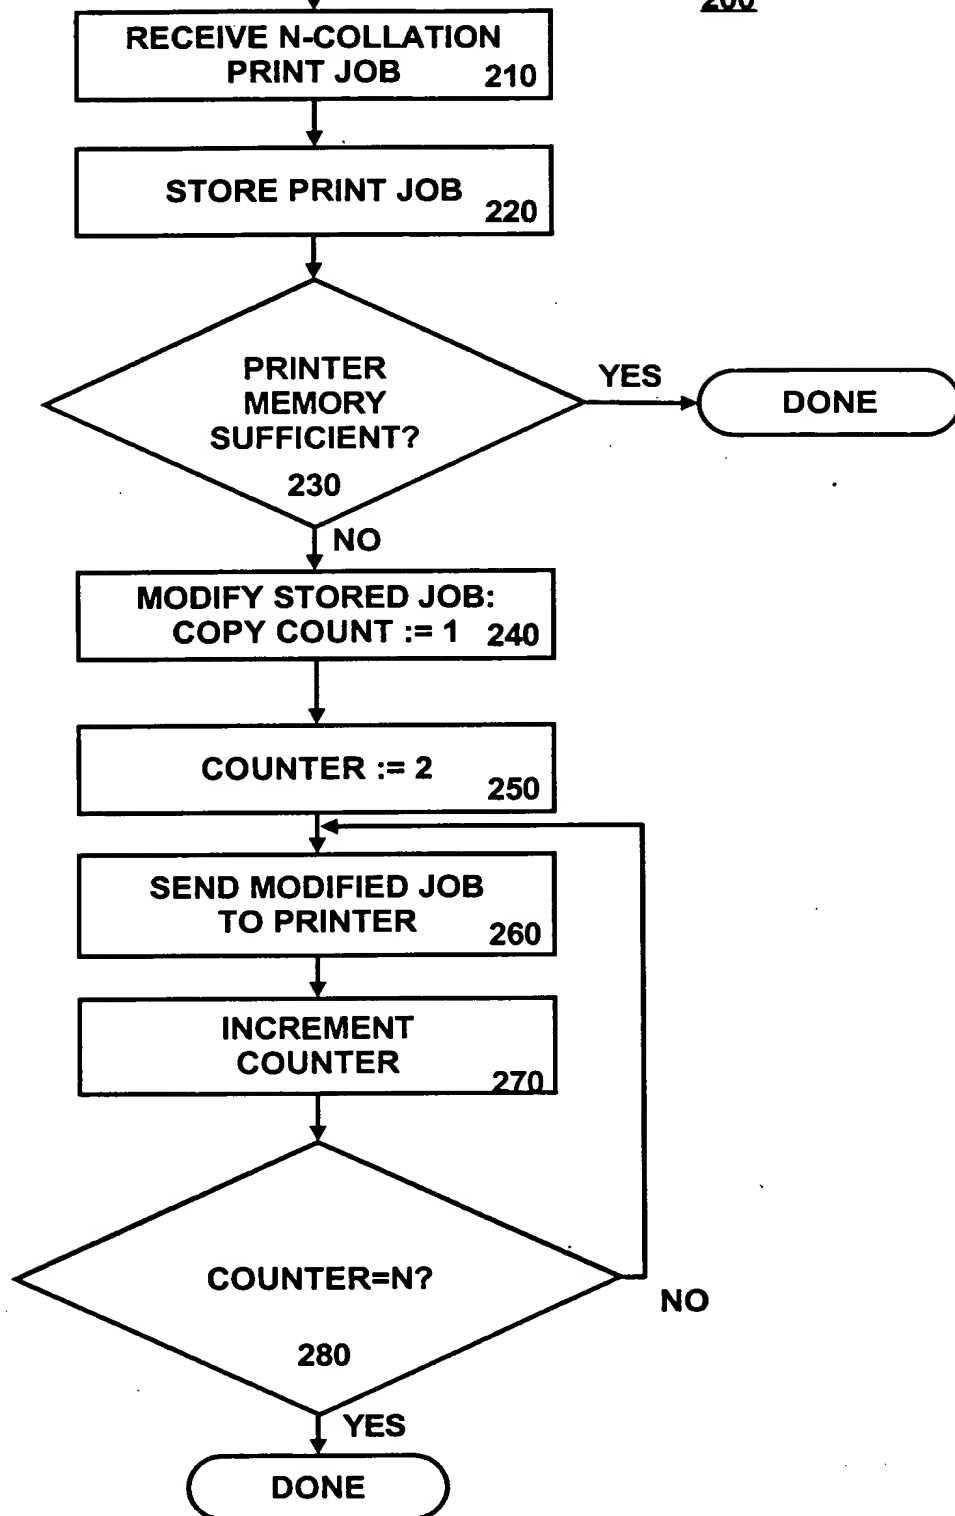 200
RECEIVE N-COLLATION
PRINT JOB
210
STORE PRINT JOB
220
PRINTER
MEMORY
SUFFICIENT?
230
YES
DONE
NO
MODIFY STORED JOB:
COPY COUNT := 1
240
COUNTER := 2
250
SEND MODIFIED JOB
TO PRINTER
260
INCREMENT
COUNTER
270
COUNTER=N?
280
NO
YES
DONE